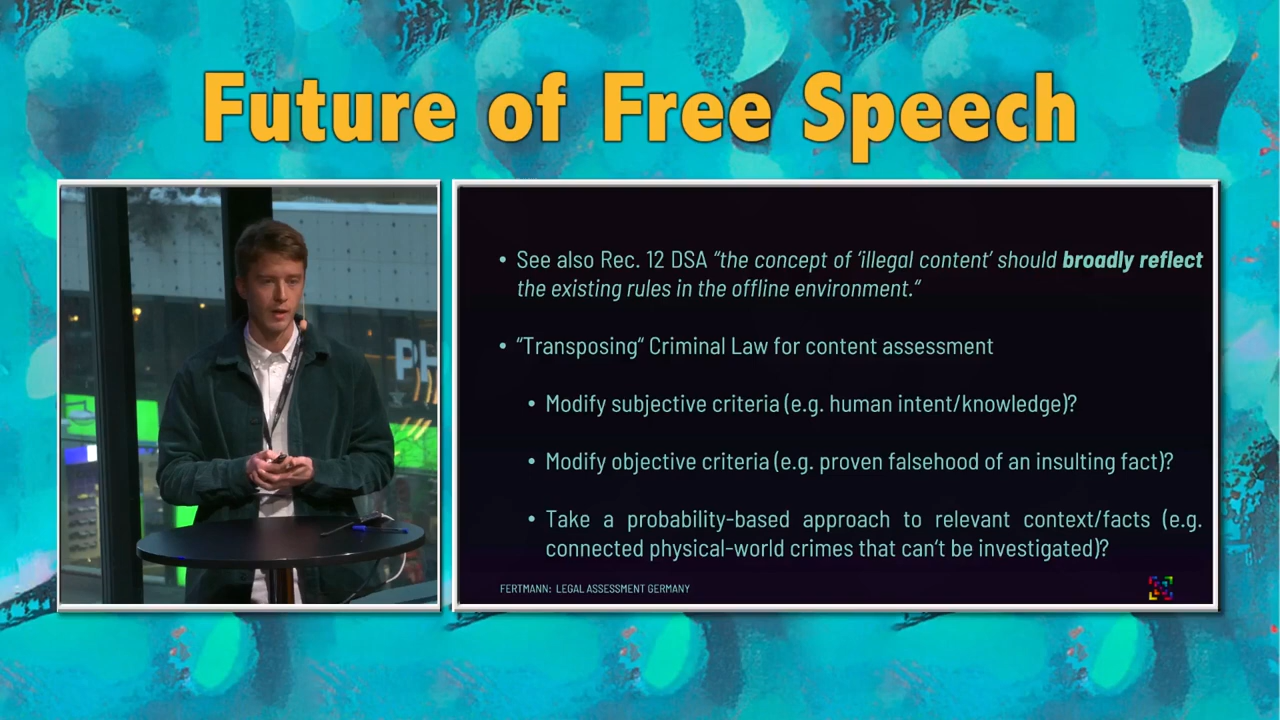 Future of Free Speech
PH
• See also Rec. 12 DSA “the concept of ‘illegal content’ should broadly reflect
the existing rules in the offline environment.“
• “Transposing“ Criminal Law for content assessment
• Modify subjective criteria (e.g. human intent/knowledge)?
• Modify objective criteria (e.g. proven falsehood of an insulting fact)?
• Take a probability-based approach to relevant context/facts (e.g.
connected physical-world crimes that can’t be investigated)?
FERTMANN: LEGAL ASSESSMENT GERMANY